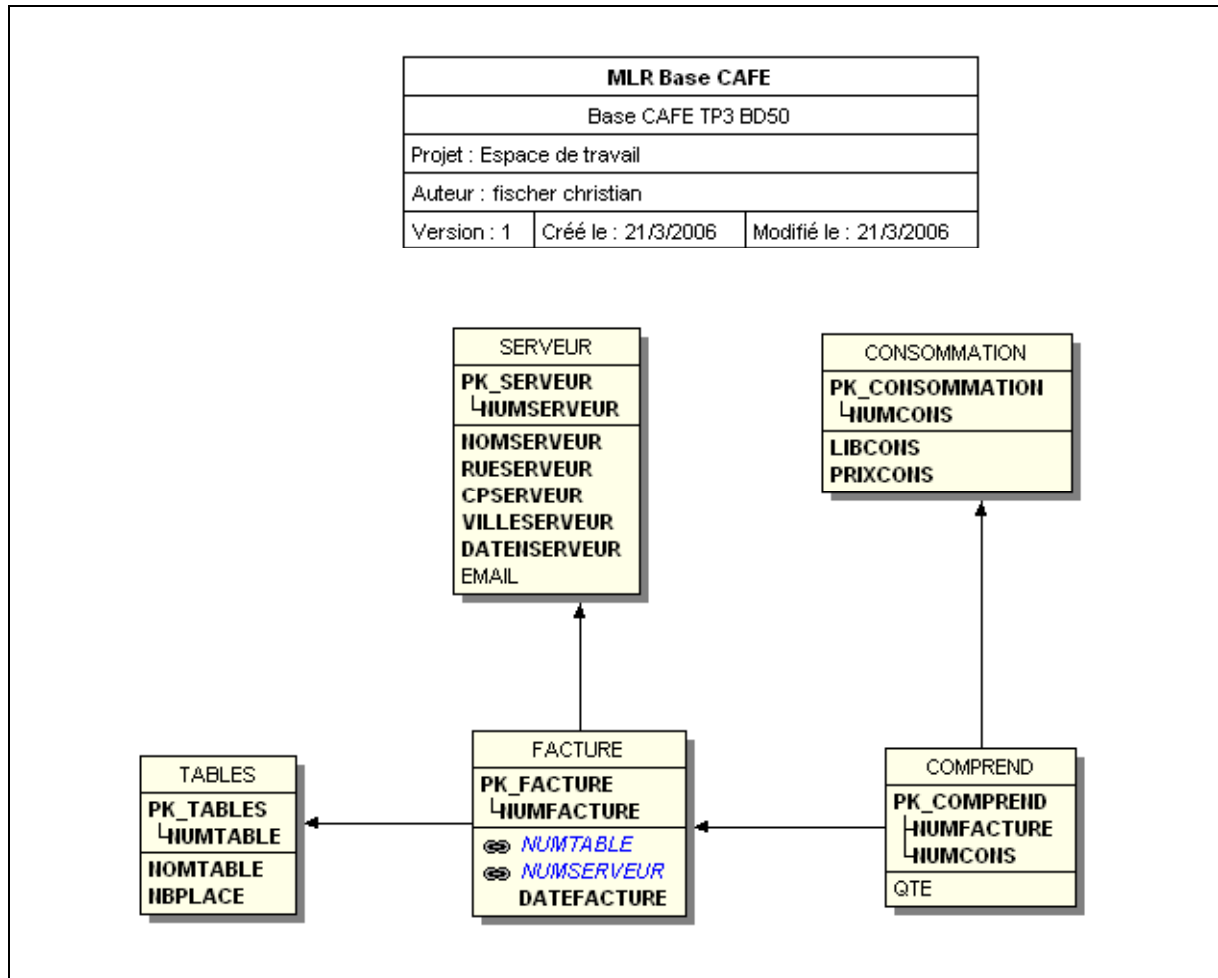 MLR Base CAFE
Base CAFE TP3 BD50
Projet : Espace de travail
Auteur : fischer christian
Version : 1 Créé le : 21/3/2006 Modifié le : 21/3/2006
SERVEUR
PK_SERVEUR
NUMSERVEUR
NOMSERVEUR
RUESERVEUR
CPSERVEUR
VILLESERVEUR
DATENSERVEUR
EMAIL
CONSOMMATION
PK_CONSOMMATION
NUMCONS
LIBCONS
PRIXCONS
TABLES
PK_TABLES
NUMTABLE
NOMTABLE
NBPLACE
FACTURE
PK_FACTURE
NUMFACTURE
NUMTABLE
NUMSERVEUR
DATEFACTURE
COMPREND
PK_COMPREND
NUMFACTURE
NUMCONS
QTE